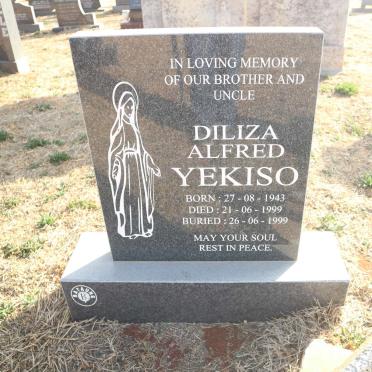 IN LOVING MEMORY
OF OUR BROTHER AND
UNCLE
DILIZA
ALFRED
YEKISO
BORN : 27 - 08 - 1943
DIED : 21 - 06 - 1999
BURIED : 26 - 06 - 1999
MAY YOUR SOUL
REST IN PEACE.